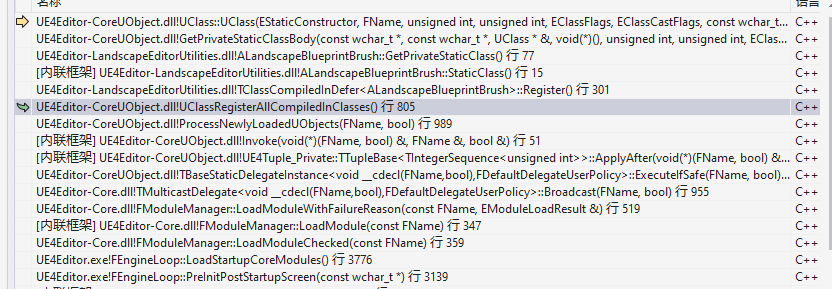 名称 语言
UE4Editor-CoreUObject.dll!UClass::UClass(EStaticConstructor, FName, unsigned int, unsigned int, EClassFlags, EClassCastFlags, const wchar_t... C++
UE4Editor-CoreUObject.dll!GetPrivateStaticClassBody(const wchar_t *, const wchar_t *, UClass * &, void(*)(), unsigned int, unsigned int, EClas... C++
UE4Editor-LandscapeEditorUtilities.dll!ALandscapeBlueprintBrush::GetPrivateStaticClass() 行 77 C++
[内联框架] UE4Editor-LandscapeEditorUtilities.dll!ALandscapeBlueprintBrush::StaticClass() 行 15 C++
UE4Editor-LandscapeEditorUtilities.dll!TClassCompiledInDefer<ALandscapeBlueprintBrush>::Register() 行 301 C++
UE4Editor-CoreUObject.dll!UClassRegisterAllCompiledInClasses() 行 805 C++
UE4Editor-CoreUObject.dll!ProcessNewlyLoadedUObjects(FName, bool) 行 989 C++
[内联框架] UE4Editor-CoreUObject.dll!Invoke(void(*)(FName, bool) &, FName &, bool &) 行 51 C++
[内联框架] UE4Editor-CoreUObject.dll!UE4Tuple_Private::TTupleBase<TIntegerSequence<unsigned int>>::ApplyAfter(void(*)(FName, bool) &... C++
UE4Editor-CoreUObject.dll!TBaseStaticDelegateInstance<void __cdecl(FName,bool),FDefaultDelegateUserPolicy>::ExecuteIfSafe(FName, bool)... C++
UE4Editor-Core.dll!TMulticastDelegate<void __cdecl(FName,bool),FDefaultDelegateUserPolicy>::Broadcast(FName, bool) 行 955 C++
UE4Editor-Core.dll!FModuleManager::LoadModuleWithFailureReason(const FName, EModuleLoadResult &) 行 519 C++
[内联框架] UE4Editor-Core.dll!FModuleManager::LoadModule(const FName) 行 347 C++
UE4Editor-Core.dll!FModuleManager::LoadModuleChecked(const FName) 行 359 C++
UE4Editor.exe!FEngineLoop::LoadStartupCoreModules() 行 3776 C++
UE4Editor.exe!FEngineLoop::PreInitPostStartupScreen(const wchar_t *) 行 3139 C++